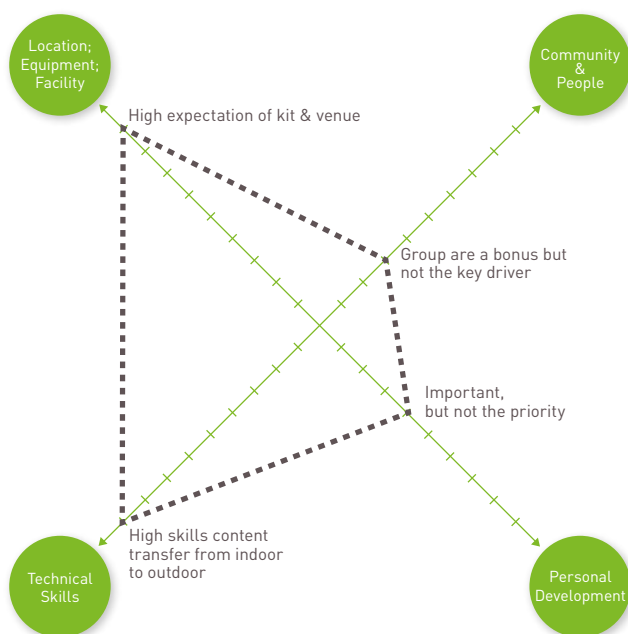 Location;
Equipment;
Facility
Community
&
People
High expectation of kit & venue
Group are a bonus but
not the key driver
Important,
but not the priority
High skills content
transfer from indoor
to outdoor
Technical
Skills
Personal
Development